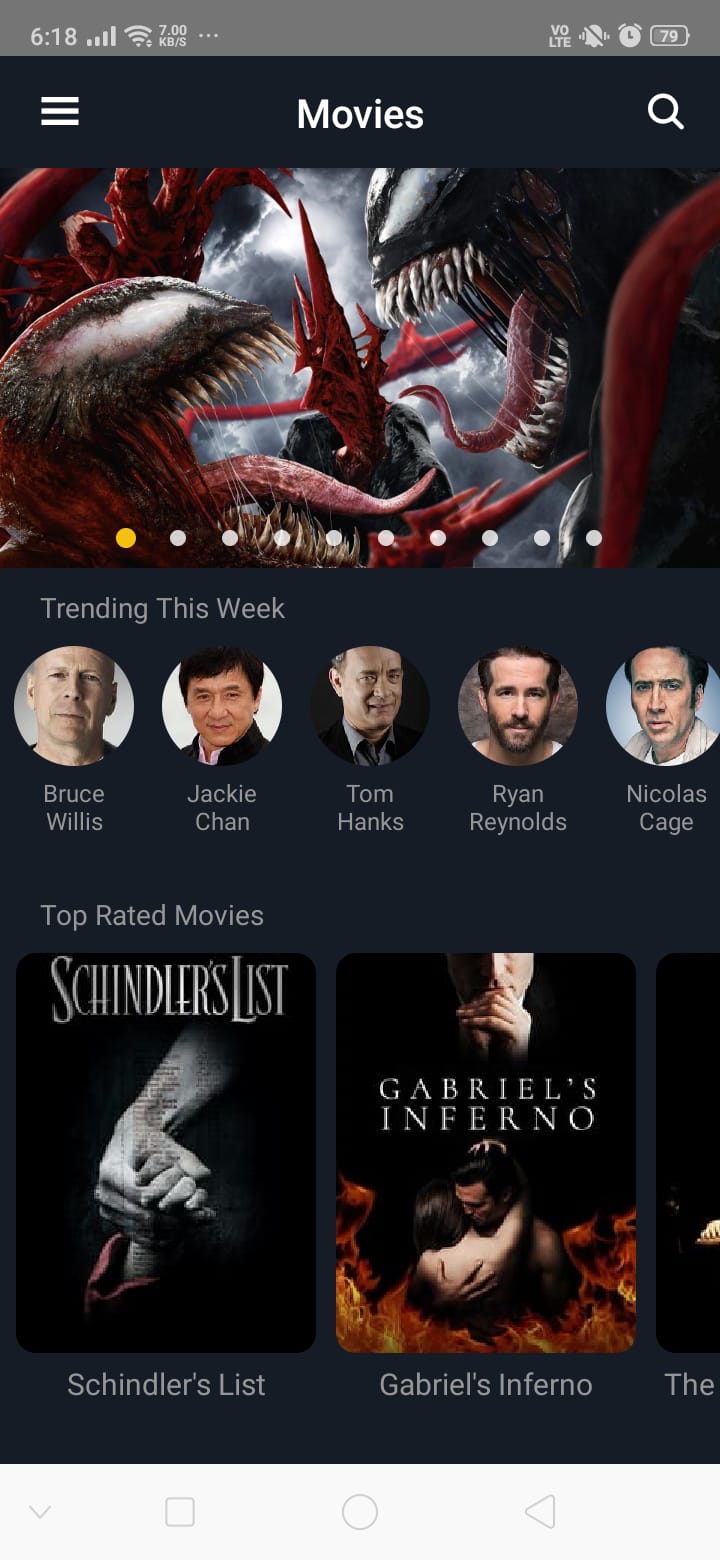 6:18 7.00 KB/S ... VO LTE 79
Movies
Trending This Week
Bruce Willis
Jackie Chan
Tom Hanks
Ryan Reynolds
Nicolas Cage
Top Rated Movies
SCHINDLER'S LIST
GABRIEL'S
INFERNO
Schindler's List
Gabriel's Inferno
The